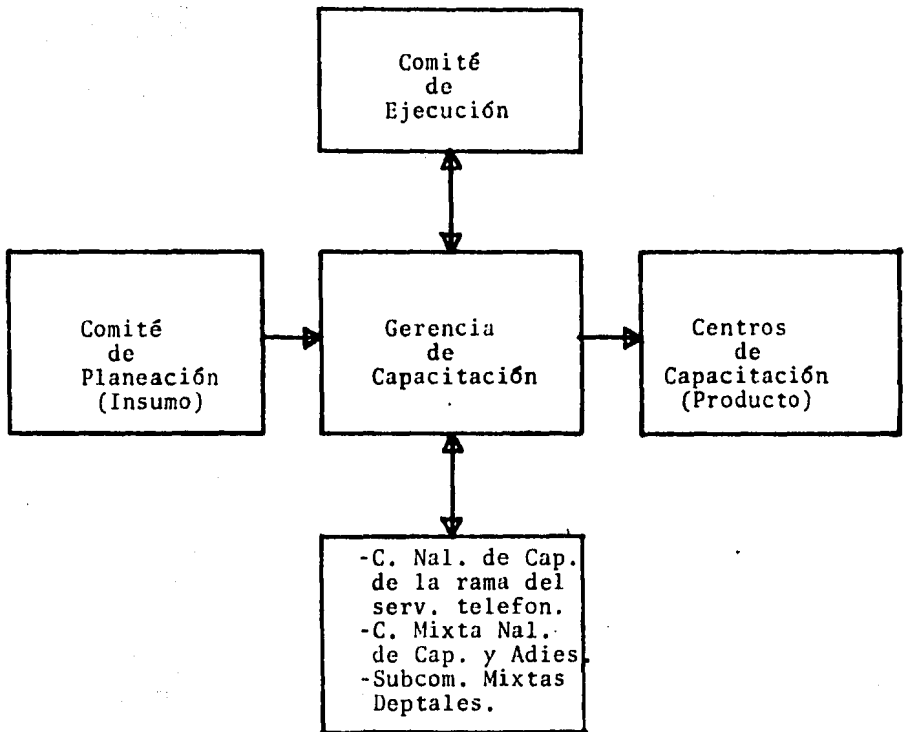 Comité
de
Ejecución
Comité
de
Planeación
(Insumo)
Gerencia
de
Capacitación
Centros
de
Capacitación
(Producto)
-C. Nal. de Cap.
de la rama del
serv. telefon.
-C. Mixta Nal.
de Cap. y Adies.
-Subcom. Mixtas
Deptales.